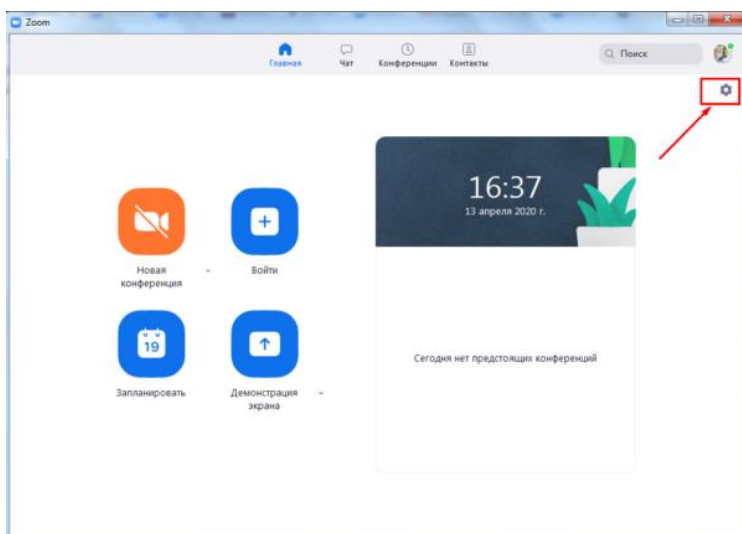 Zoom
Главная
Чат
Конференции
Контакты
Поиск
16:37
13 апреля 2020 г.
Новая
конференция
Войти
19
Запланировать
Демонстрация
экрана
Сегодня нет предстоящих конференций